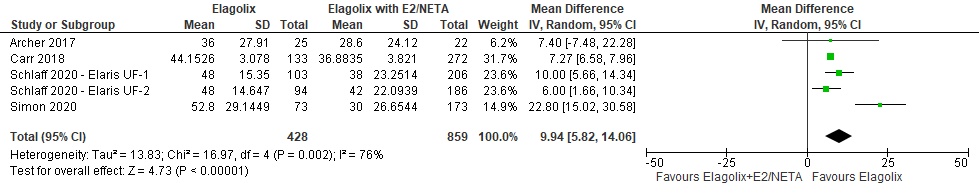 Elagolix Elagolix with E2/NETA Mean Difference Mean Difference
Study or Subgroup Mean SD Total Mean SD Total Weight IV, Random, 95% CI IV, Random, 95% CI
Archer 2017 36 27.91 25 28.6 24.12 22 6.2% 7.40 [-7.48, 22.28]
Carr 2018 44.1526 3.078 133 36.8835 3.821 272 31.7% 7.27 [6.58, 7.96]
Schlaff 2020 - Elaris UF-1 48 15.35 103 38 23.2514 206 23.6% 10.00 [5.66, 14.34]
Schlaff 2020 - Elaris UF-2 48 14.647 94 42 22.0939 186 23.6% 6.00 [1.66, 10.34]
Simon 2020 52.8 29.1449 73 30 26.6544 173 14.9% 22.80 [15.02, 30.58]
Total (95% CI) 428 859 100.0% 9.94 [5.82, 14.06]
Heterogeneity: Tau² = 13.83; Chi² = 16.97, df = 4 (P = 0.002); I² = 76%
Test for overall effect: Z = 4.73 (P < 0.00001)
-50 -25 0 25 50
Favours Elagolix+E2/NETA Favours Elagolix